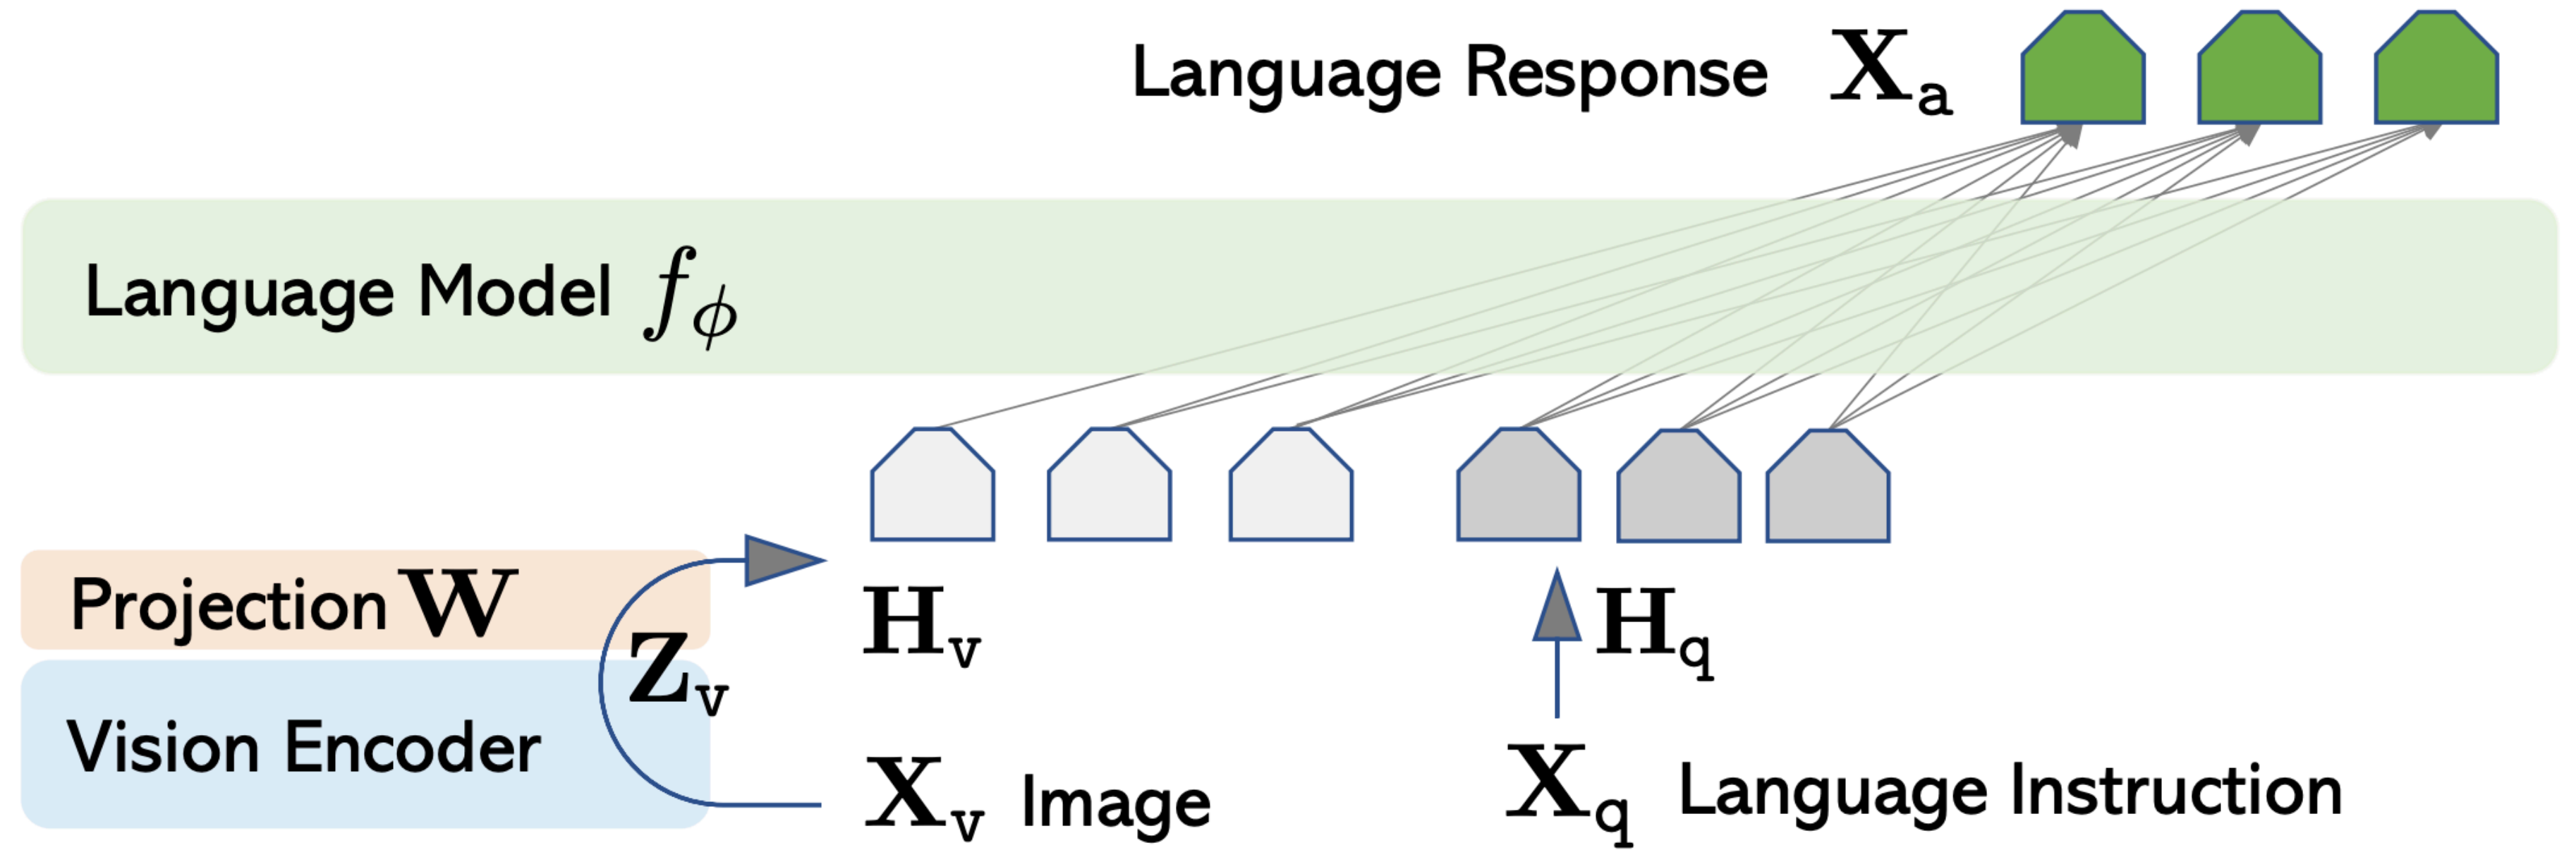 Language Response X_a
Language Model f_ϕ
Projection W
Z_v
H_v
H_q
Vision Encoder
X_v Image
X_q Language Instruction